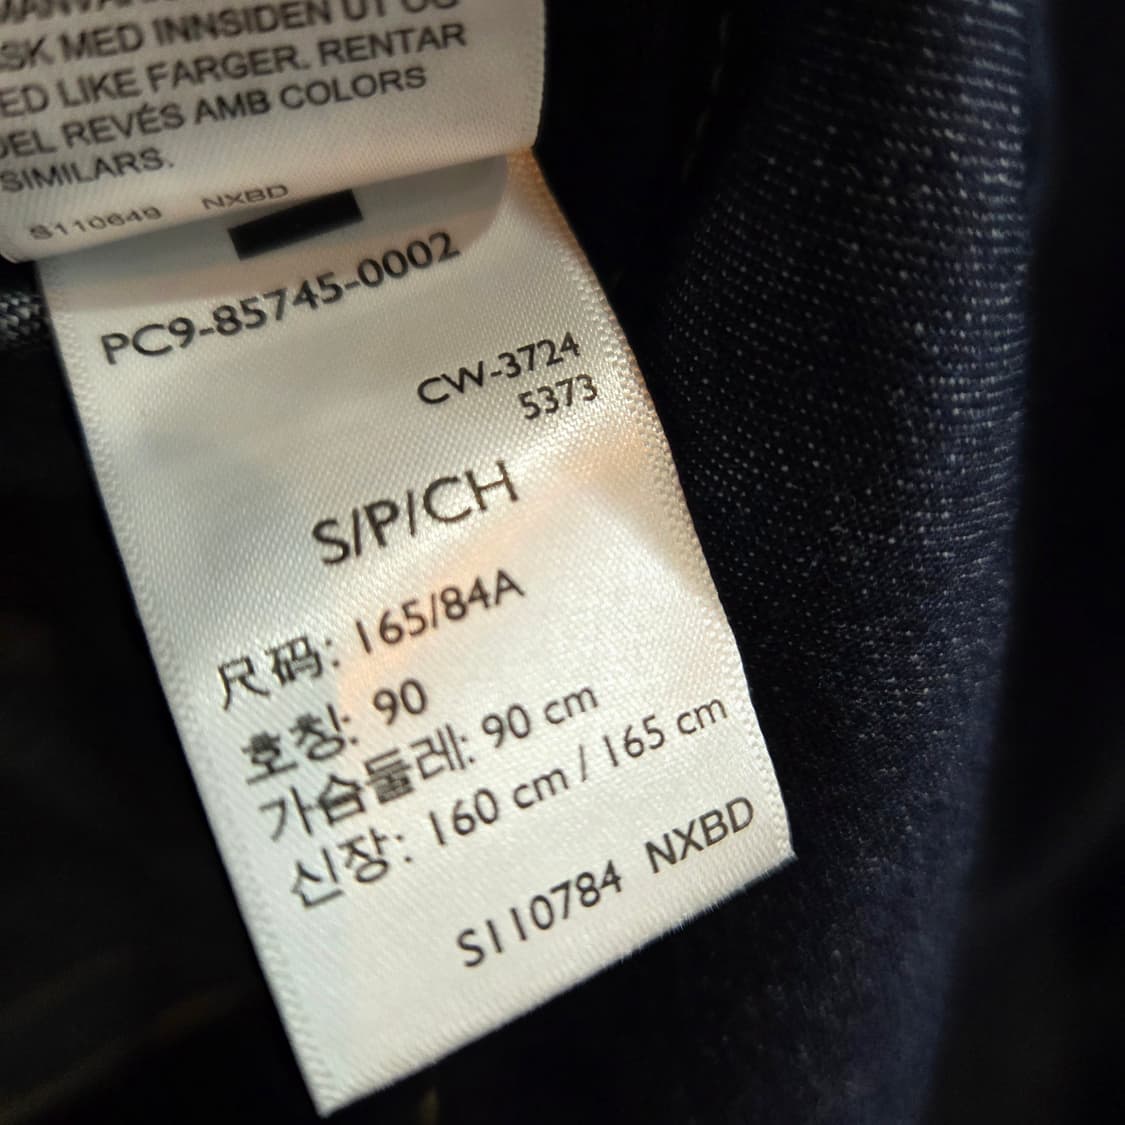 SK MED INNSIDEN UT OG
ED LIKE FARGER. RENTAR
DEL REVÉS AMB COLORS
SIMILARS.
S110649 NXBD
PC9-85745-0002
CW-3724
5373
S/P/CH
尺码: 165/84A
호칭: 90
가슴둘레: 90 cm
신장: 160 cm / 165 cm
S110784 NXBD